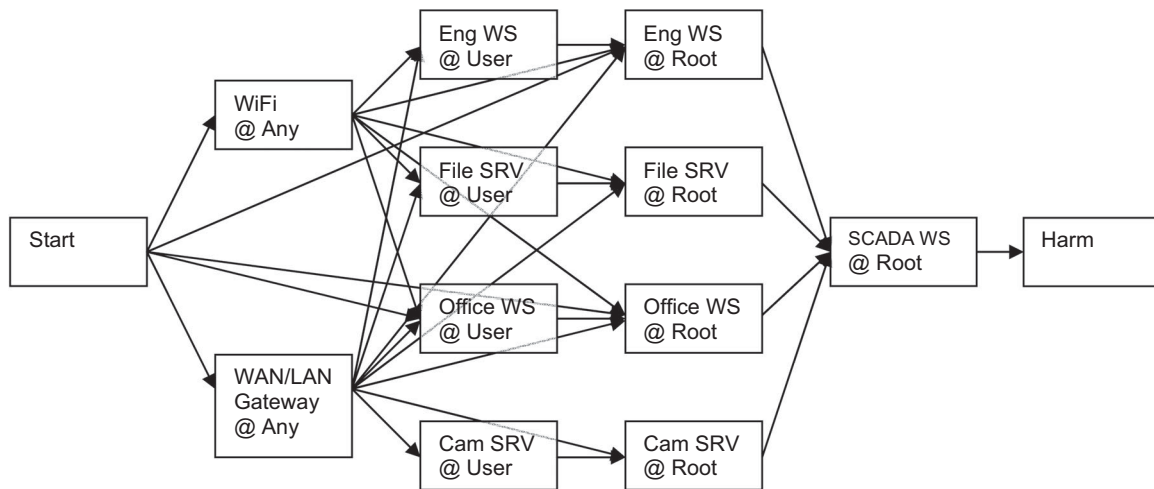 Eng WS
@ User
Eng WS
@ Root
WiFi
@ Any
File SRV
@ User
File SRV
@ Root
Start
SCADA WS
@ Root
Harm
Office WS
@ User
Office WS
@ Root
WAN/LAN
Gateway
@ Any
Cam SRV
@ User
Cam SRV
@ Root